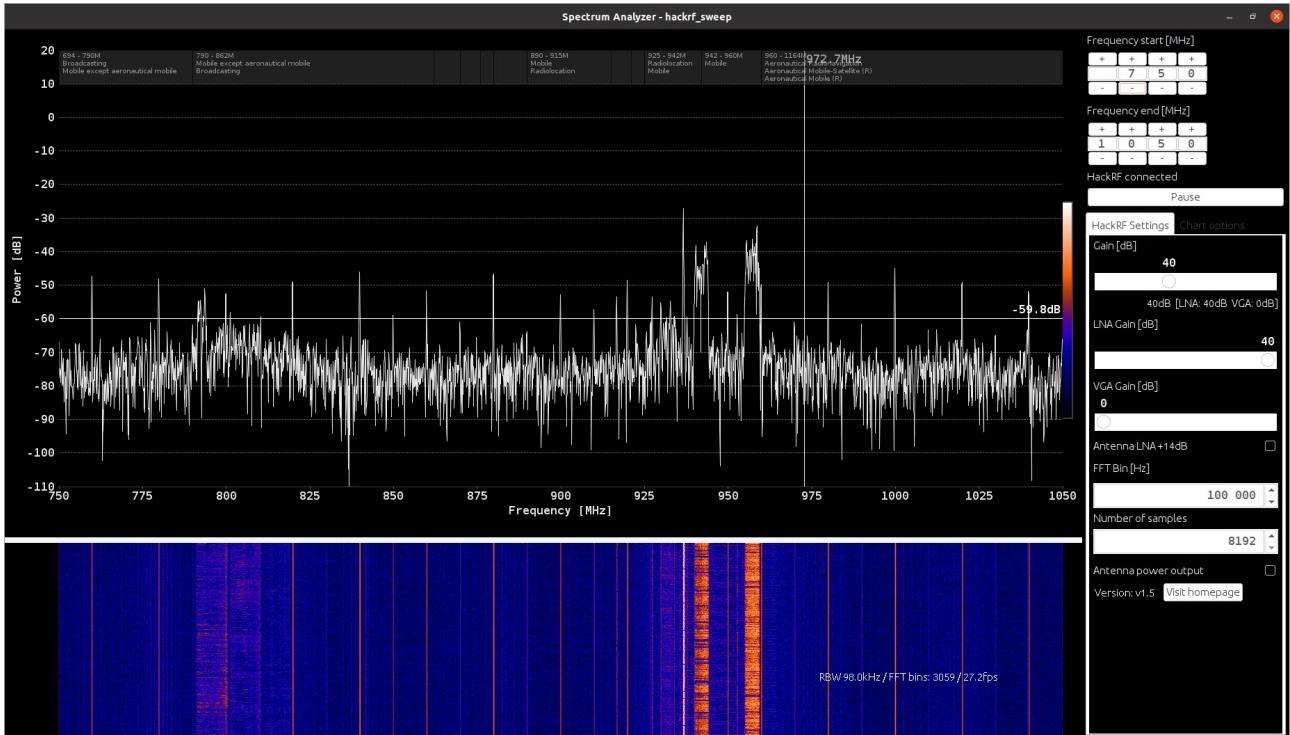 Spectrum Analyzer - hackrf_sweep
20
10
0
-10
-20
-30
-40
-50
-60
-70
-80
-90
-100
-110
Power [dB]
694 - 790M
Broadcasting
Mobile except aeronautical mobile
790 - 862M
Mobile except aeronautical mobile
Broadcasting
890 - 915M
Mobile
Radiolocation
925 - 942M
Radiolocation
Mobile
942 - 960M
Mobile
960 - 1164M
Aeronautical Radionavigation
Aeronautical Mobile-Satellite (R)
Aeronautical Mobile (R)
972.7MHz
-59.8dB
750 775 800 825 850 875 900 925 950 975 1000 1025 1050
Frequency [MHz]
RBW 98.0kHz / FFT bins: 3059 / 27.2fps
Frequency start [MHz]
+ + + +
7 5 0
- - - -
Frequency end [MHz]
+ + + +
1 0 5 0
- - - -
HackRF connected
Pause
HackRF Settings Chart options
Gain [dB]
40
40dB [LNA: 40dB VGA: 0dB]
LNA Gain [dB]
40
VGA Gain [dB]
0
Antenna LNA +14dB
FFT Bin [Hz]
100 000
Number of samples
8192
Antenna power output
Version: v1.5 Visit homepage